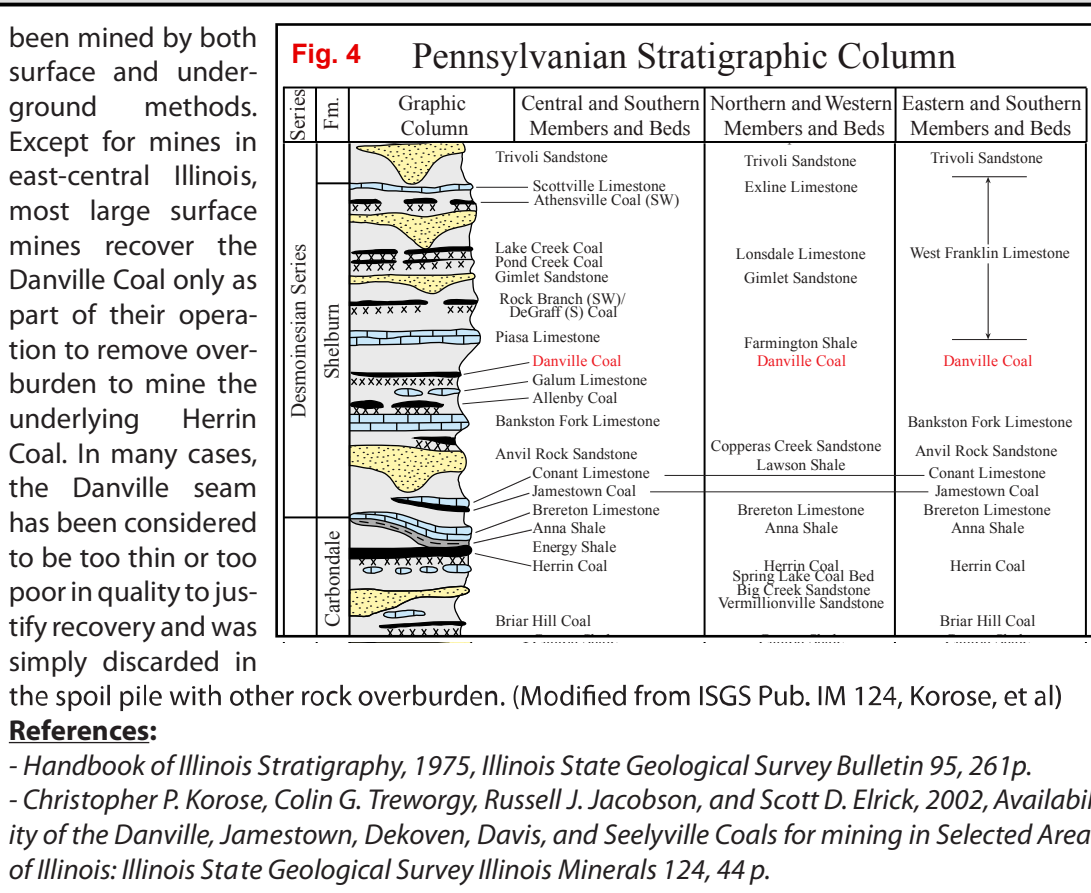 been mined by both
surface and under-
ground methods.
Except for mines in
east-central Illinois,
most large surface
mines recover the
Danville Coal only as
part of their opera-
tion to remove over-
burden to mine the
underlying Herrin
Coal. In many cases,
the Danville seam
has been considered
to be too thin or too
poor in quality to jus-
tify recovery and was
simply discarded in
the spoil pile with other rock overburden. (Modified from ISGS Pub. IM 124, Korose, et al)
Fig. 4 Pennsylvanian Stratigraphic Column
Series
Fm.
Graphic
Column
Central and Southern
Members and Beds
Northern and Western
Members and Beds
Eastern and Southern
Members and Beds
Desmoinesian Series
Shelburn
Carbondale
Trivoli Sandstone
Scottville Limestone
Athensville Coal (SW)
Lake Creek Coal
Pond Creek Coal
Gimlet Sandstone
Rock Branch (SW)/
DeGraff (S) Coal
Piasa Limestone
Danville Coal
Galum Limestone
Allenby Coal
Bankston Fork Limestone
Anvil Rock Sandstone
Conant Limestone
Jamestown Coal
Brereton Limestone
Anna Shale
Energy Shale
Herrin Coal
Briar Hill Coal
Trivoli Sandstone
Exline Limestone
Lonsdale Limestone
Gimlet Sandstone
Farmington Shale
Danville Coal
Copperas Creek Sandstone
Lawson Shale
Brereton Limestone
Anna Shale
Herrin Coal
Spring Lake Coal Bed
Big Creek Sandstone
Vermillionville Sandstone
Trivoli Sandstone
West Franklin Limestone
Danville Coal
Bankston Fork Limestone
Anvil Rock Sandstone
Conant Limestone
Jamestown Coal
Brereton Limestone
Anna Shale
Herrin Coal
Briar Hill Coal
References:
- Handbook of Illinois Stratigraphy, 1975, Illinois State Geological Survey Bulletin 95, 261p.
- Christopher P. Korose, Colin G. Treworgy, Russell J. Jacobson, and Scott D. Elrick, 2002, Availabil
ity of the Danville, Jamestown, Dekoven, Davis, and Seelyville Coals for mining in Selected Area
of Illinois: Illinois State Geological Survey Illinois Minerals 124, 44 p.